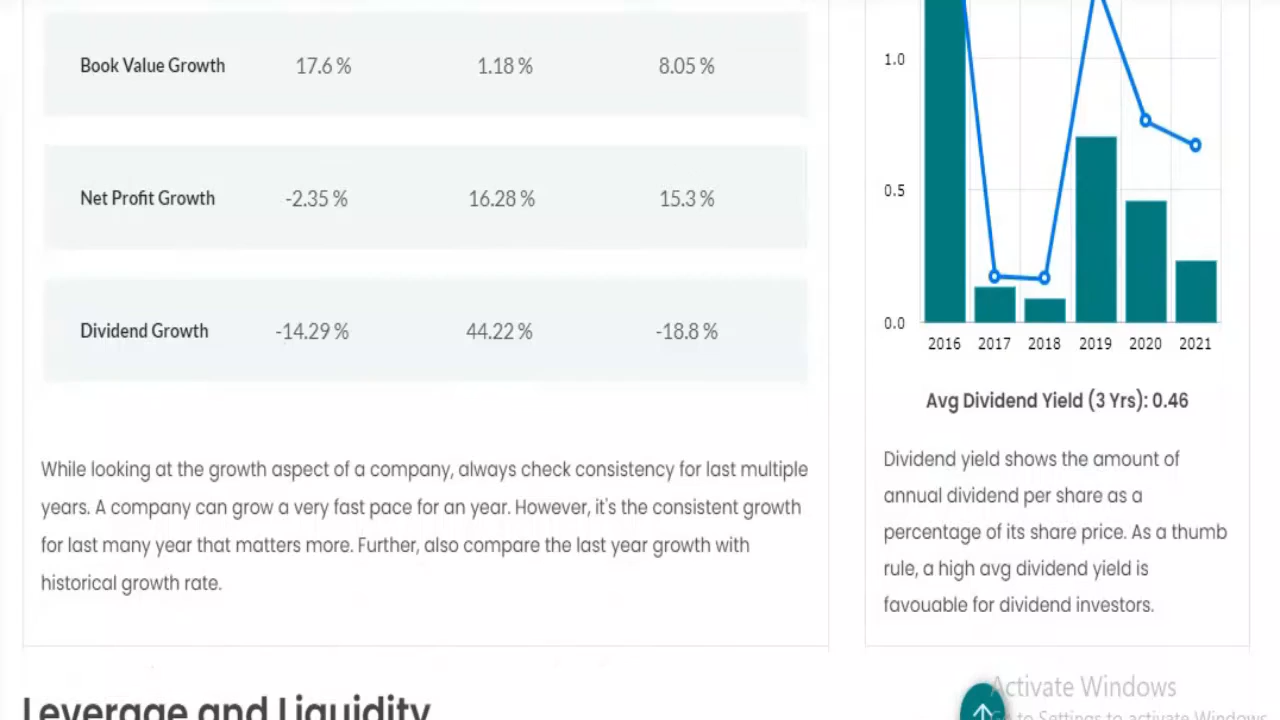 Book Value Growth 17.6 % 1.18 % 8.05 %
Net Profit Growth -2.35 % 16.28 % 15.3 %
Dividend Growth -14.29 % 44.22 % -18.8 %
While looking at the growth aspect of a company, always check consistency for last multiple
years. A company can grow a very fast pace for an year. However, it's the consistent growth
for last many year that matters more. Further, also compare the last year growth with
historical growth rate.
1.0
0.5
0.0
2016 2017 2018 2019 2020 2021
Avg Dividend Yield (3 Yrs): 0.46
Dividend yield shows the amount of
annual dividend per share as a
percentage of its share price. As a thumb
rule, a high avg dividend yield is
favouable for dividend investors.
Leverage and Liquidity
Activate Windows
Go to Settings to activate Windows.